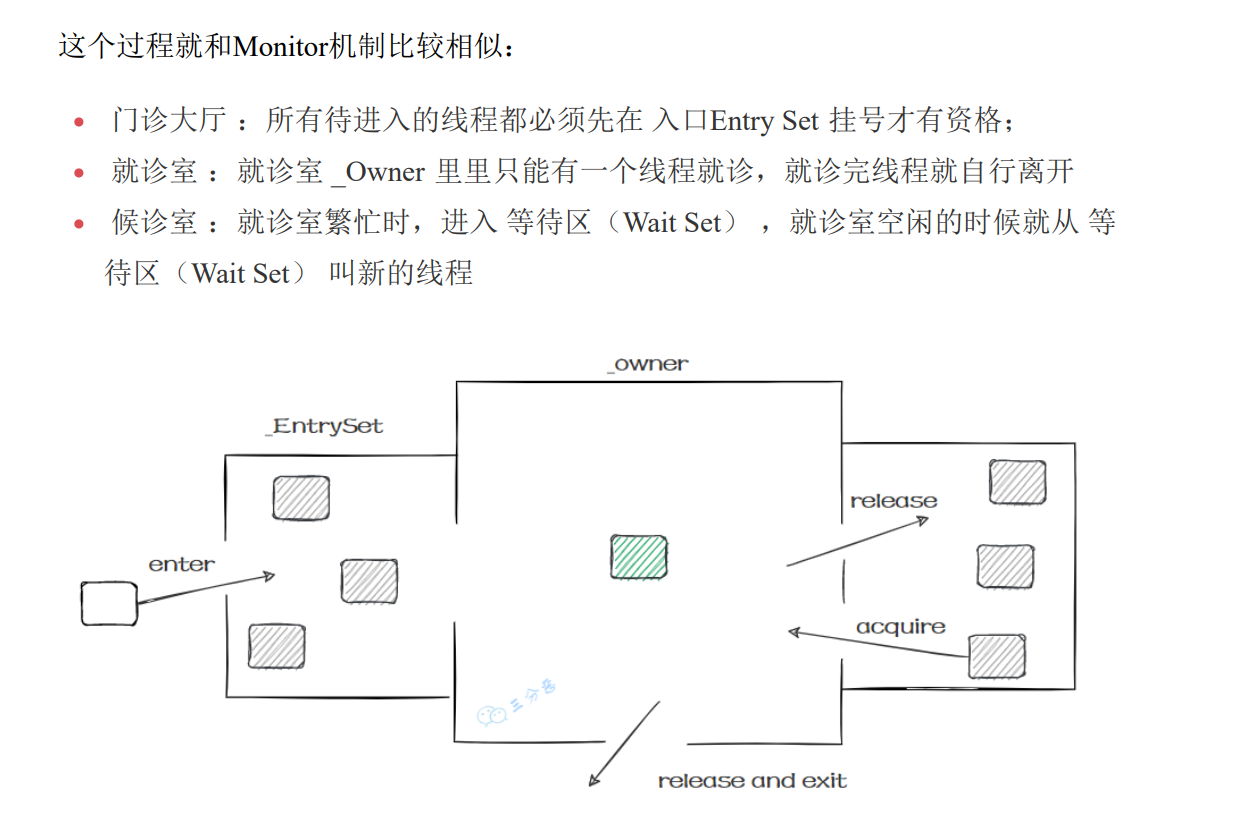 这个过程就和Monitor机制比较相似：
门诊大厅 ：所有待进入的线程都必须先在 入口Entry Set 挂号才有资格；
就诊室 ：就诊室 _Owner 里里只能有一个线程就诊，就诊完线程就自行离开
候诊室 ：就诊室繁忙时，进入 等待区（Wait Set） ，就诊室空闲的时候就从 等
待区（Wait Set） 叫新的线程
_owner
_EntrySet
release
enter
acquire
三分恶
release and exit